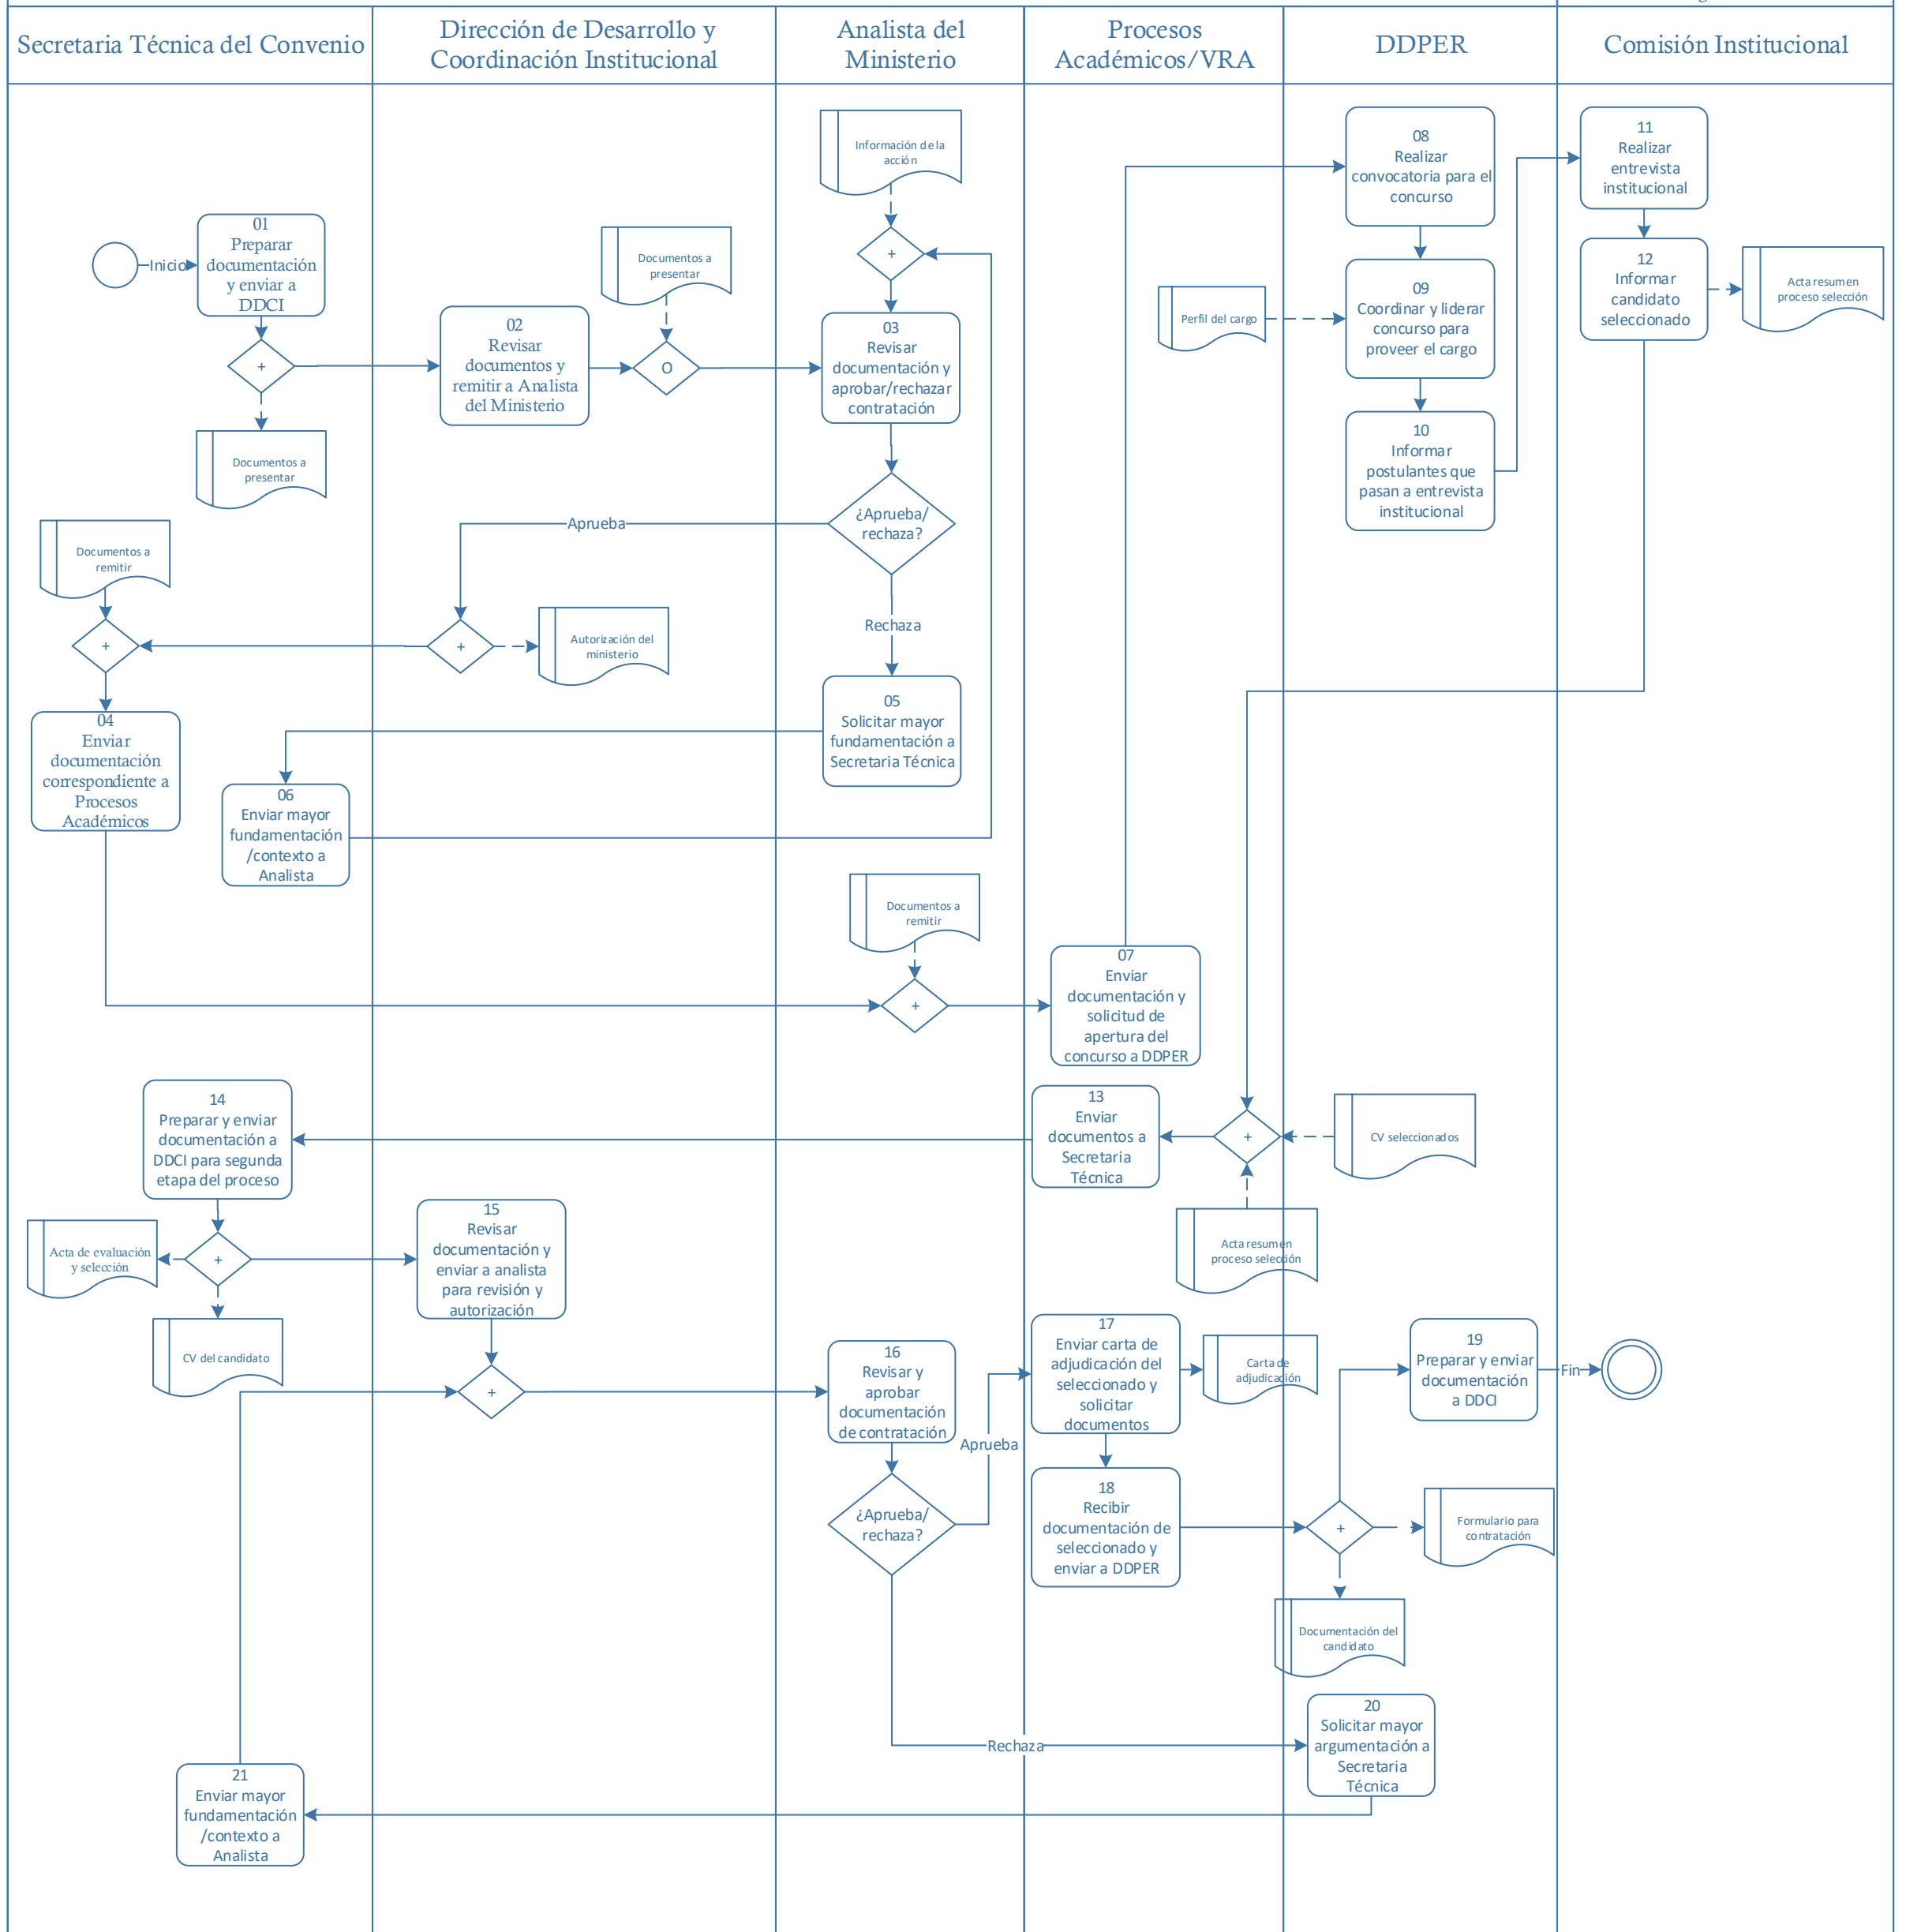 Secretaria Técnica del Convenio
Dirección de Desarrollo y
Coordinación Institucional
Analista del
Ministerio
Procesos
Académicos/VRA
DDPER
Comisión Institucional
Inicio
01
Preparar
documentación
y enviar a
DDCI
+
Documentos a
presentar
02
Revisar
documentos y
remitir a Analista
del Ministerio
Documentos a
presentar
O
Información de la
acción
+
03
Revisar
documentación y
aprobar/rechazar
contratación
¿Aprueba/
rechaza?
Aprueba
Rechaza
+
Autorización del
ministerio
Documentos a
remitir
+
04
Enviar
documentación
correspondiente a
Procesos
Académicos
05
Solicitar mayor
fundamentación a
Secretaria Técnica
06
Enviar mayor
fundamentación
/contexto a
Analista
Documentos a
remitir
+
07
Enviar
documentación y
solicitud de
apertura del
concurso a DDPER
08
Realizar
convocatoria para el
concurso
Perfil del cargo
09
Coordinar y liderar
concurso para
proveer el cargo
10
Informar
postulantes que
pasan a entrevista
institucional
11
Realizar
entrevista
institucional
12
Informar
candidato
seleccionado
Acta resumen
proceso selección
13
Enviar
documentos a
Secretaria
Técnica
+
CV seleccionados
Acta resumen
proceso selección
14
Preparar y enviar
documentación a
DDCI para segunda
etapa del proceso
+
Acta de evaluación
y selección
CV del candidato
15
Revisar
documentación y
enviar a analista
para revisión y
autorización
+
16
Revisar y
aprobar
documentación
de contratación
¿Aprueba/
rechaza?
Aprueba
Rechaza
17
Enviar carta de
adjudicación del
seleccionado y
solicitar
documentos
Carta de
adjudicación
18
Recibir
documentación de
seleccionado y
enviar a DDPER
+
Formulario para
contratación
Documentación del
candidato
19
Preparar y enviar
documentación
a DDCI
Fin
20
Solicitar mayor
argumentación a
Secretaria
Técnica
21
Enviar mayor
fundamentación
/contexto a
Analista